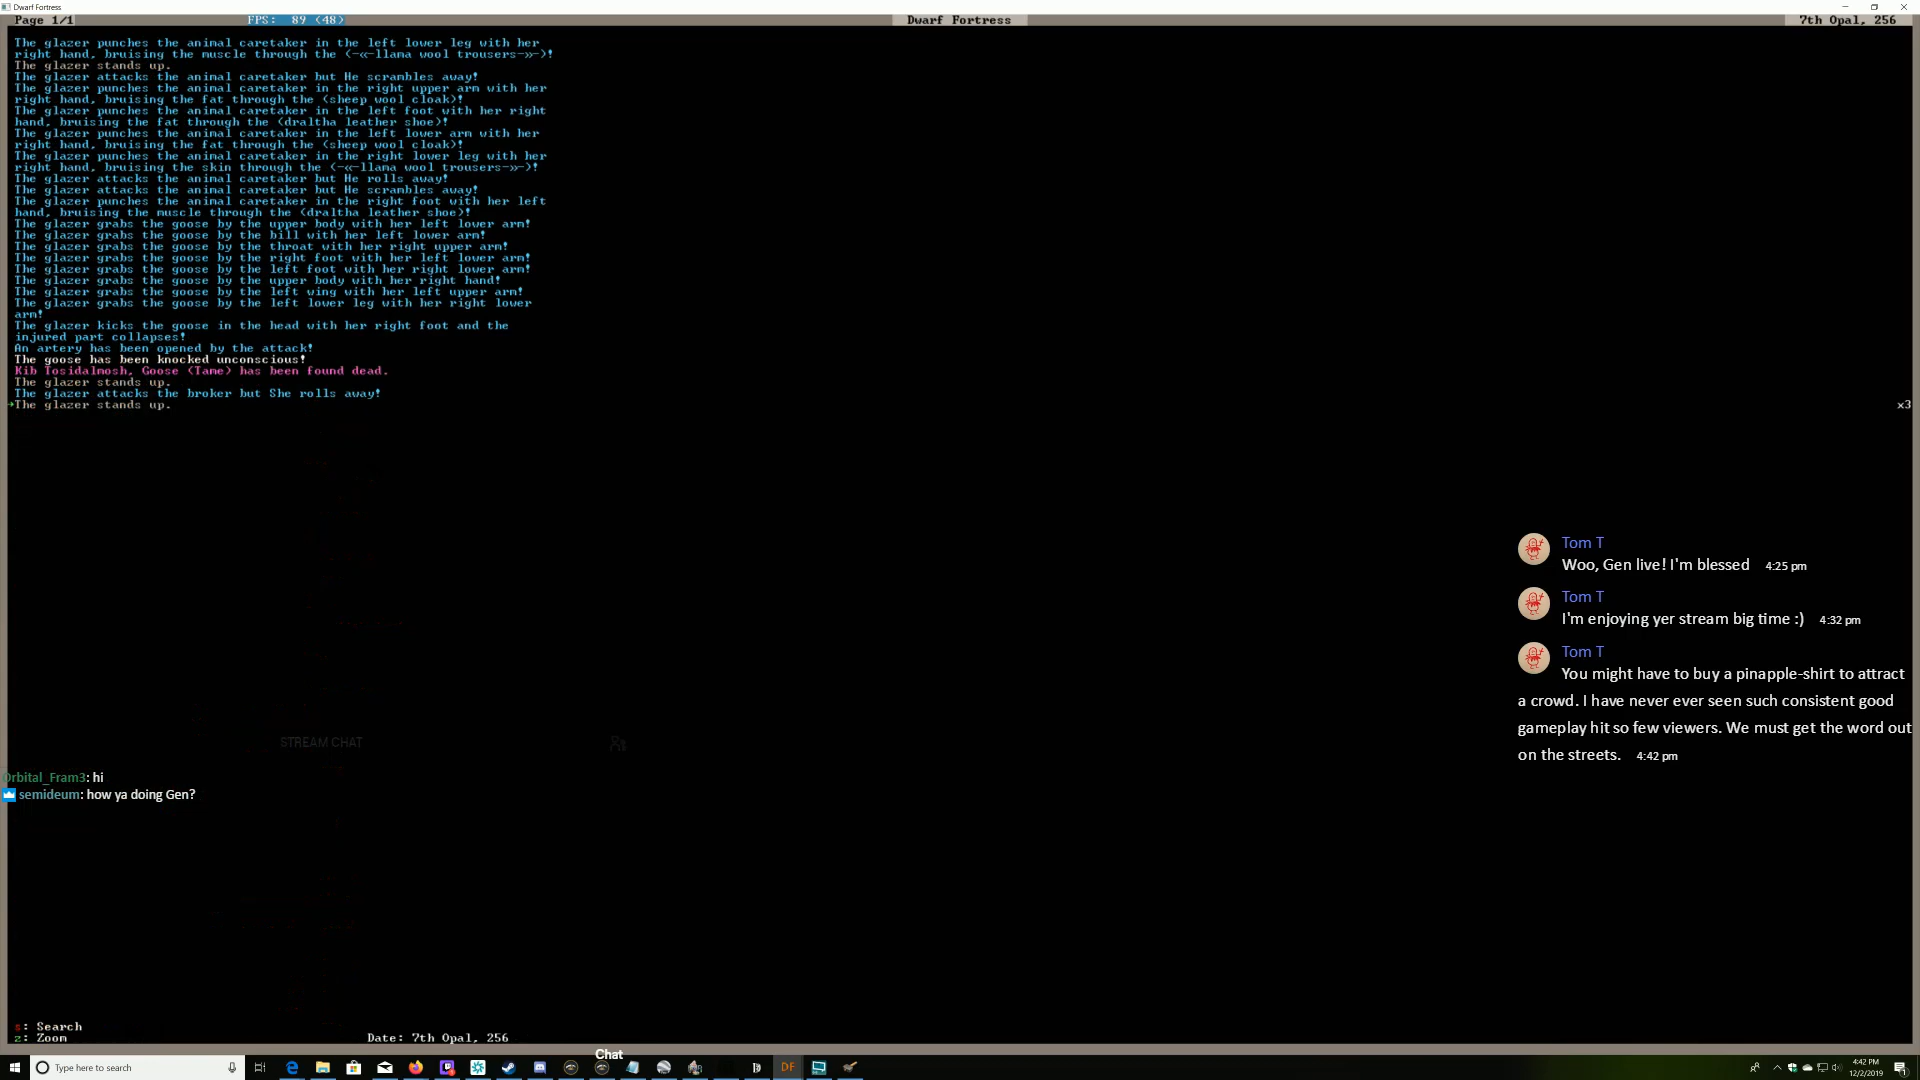 Dwarf Fortress
Page 1/1
FPS: 89 (48)
Dwarf Fortress
7th Opal, 256
The glazer punches the animal caretaker in the left lower leg with her
right hand, bruising the muscle through the (-«-llama wool trousers-»-)!
The glazer stands up.
The glazer attacks the animal caretaker but He scrambles away!
The glazer punches the animal caretaker in the right upper arm with her
right hand, bruising the fat through the (sheep wool cloak)!
The glazer punches the animal caretaker in the left foot with her right
hand, bruising the fat through the (draltha leather shoe)!
The glazer punches the animal caretaker in the left lower arm with her
right hand, bruising the fat through the (sheep wool cloak)!
The glazer punches the animal caretaker in the right lower leg with her
right hand, bruising the skin through the (-«-llama wool trousers-»-)!
The glazer attacks the animal caretaker but He rolls away!
The glazer attacks the animal caretaker but He scrambles away!
The glazer punches the animal caretaker in the right foot with her left
hand, bruising the muscle through the (draltha leather shoe)!
The glazer grabs the goose by the upper body with her left lower arm!
The glazer grabs the goose by the bill with her left lower arm!
The glazer grabs the goose by the throat with her right upper arm!
The glazer grabs the goose by the right foot with her left lower arm!
The glazer grabs the goose by the left foot with her right lower arm!
The glazer grabs the goose by the upper body with her right hand!
The glazer grabs the goose by the left wing with her left upper arm!
The glazer grabs the goose by the left lower leg with her right lower
arm!
The glazer kicks the goose in the head with her right foot and the
injured part collapses!
An artery has been opened by the attack!
The goose has been knocked unconscious!
Kib Tosidalmosh, Goose (Tame) has been found dead.
The glazer stands up.
The glazer attacks the broker but She rolls away!
→The glazer stands up.
x3
Tom T
Woo, Gen live! I'm blessed 4:25 pm
Tom T
I'm enjoying yer stream big time :) 4:32 pm
Tom T
You might have to buy a pinapple-shirt to attract
a crowd. I have never ever seen such consistent good
gameplay hit so few viewers. We must get the word out
on the streets. 4:42 pm
STREAM CHAT
Orbital_Fram3: hi
semideum: how ya doing Gen?
s: Search
z: Zoom
Date: 7th Opal, 256
Chat
Type here to search
DF
4:42 PM
12/2/2019